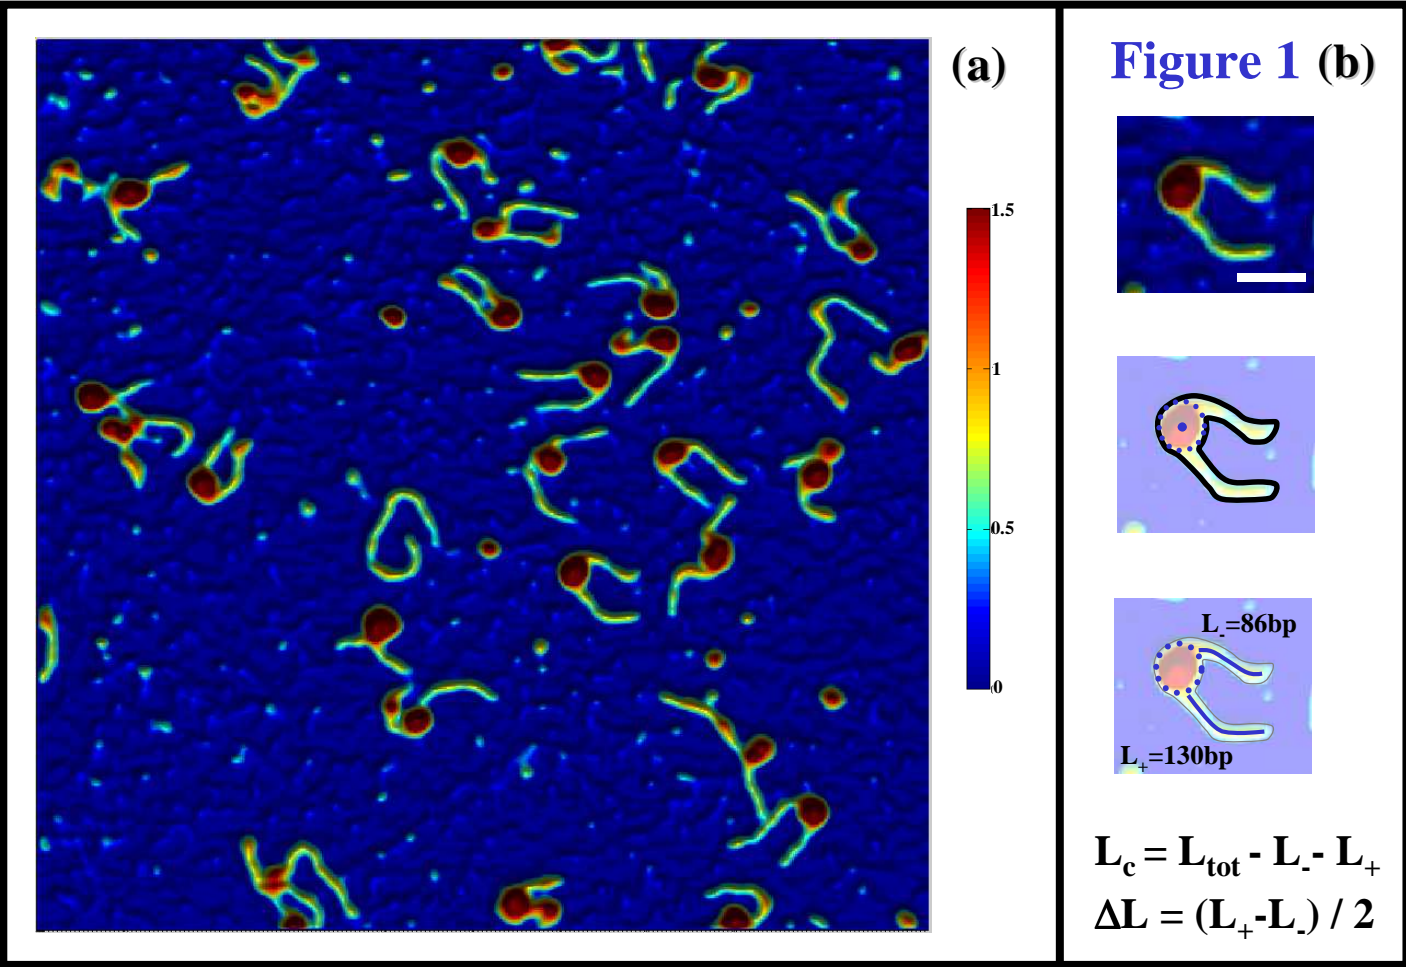 (a)
Figure 1 (b)
1.5
1
0.5
0
L-=86bp
L+=130bp
Lc = Ltot - L- - L+
ΔL = (L+-L-) / 2